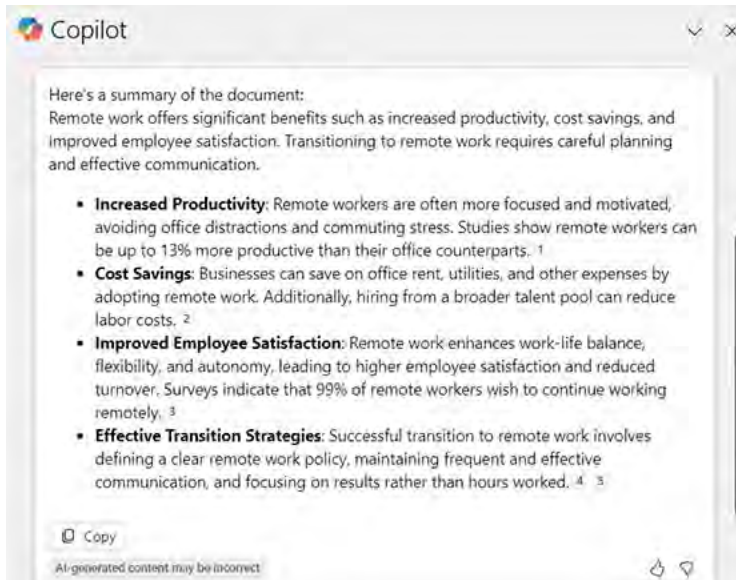 Copilot
Here's a summary of the document:
Remote work offers significant benefits such as increased productivity, cost savings, and
improved employee satisfaction. Transitioning to remote work requires careful planning
and effective communication.
• Increased Productivity: Remote workers are often more focused and motivated,
avoiding office distractions and commuting stress. Studies show remote workers can
be up to 13% more productive than their office counterparts. 1
• Cost Savings: Businesses can save on office rent, utilities, and other expenses by
adopting remote work. Additionally, hiring from a broader talent pool can reduce
labor costs. 2
• Improved Employee Satisfaction: Remote work enhances work-life balance,
flexibility, and autonomy, leading to higher employee satisfaction and reduced
turnover. Surveys indicate that 99% of remote workers wish to continue working
remotely. 3
• Effective Transition Strategies: Successful transition to remote work involves
defining a clear remote work policy, maintaining frequent and effective
communication, and focusing on results rather than hours worked. 4 5
Copy
AI-generated content may be incorrect